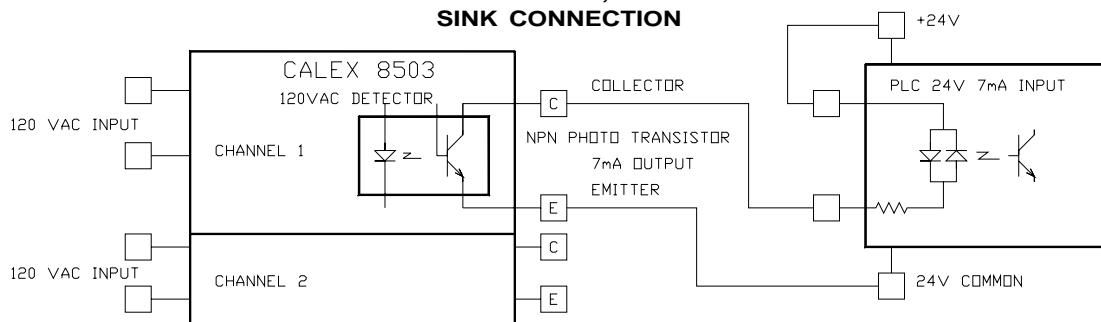 SINK CONNECTION
+24V
CALEX 8503
120VAC DETECTOR
COLLECTOR
PLC 24V 7mA INPUT
C
120 VAC INPUT
CHANNEL 1
NPN PHOTO TRANSISTOR
7mA OUTPUT
EMITTER
E
C
120 VAC INPUT
CHANNEL 2
24V COMMON
E